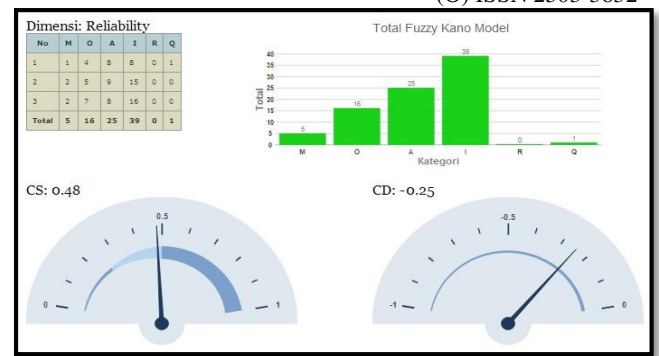 (O) ISSN 2503-3832
Dimensi: Reliability
No M O A I R Q
1 1 4 8 8 0 1
2 2 5 9 15 0 0
3 2 7 8 16 0 0
Total 5 16 25 39 0 1
Total Fuzzy Kano Model
Total
40
35
30
25
20
15
10
5
0
5
16
25
39
0
1
M O A I R Q
Kategori
CS: 0.48
0 0.5 1
CD: -0.25
-1 -0.5 0